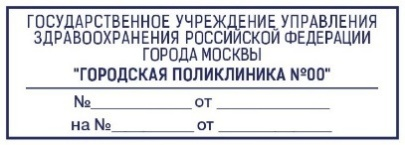 ГОСУДАРСТВЕННОЕ УЧРЕЖДЕНИЕ УПРАВЛЕНИЯ
ЗДРАВООХРАНЕНИЯ РОССИЙСКОЙ ФЕДЕРАЦИИ
ГОРОДА МОСКВЫ
"ГОРОДСКАЯ ПОЛИКЛИНИКА №00"
№__________ от __________
на №__________ от __________